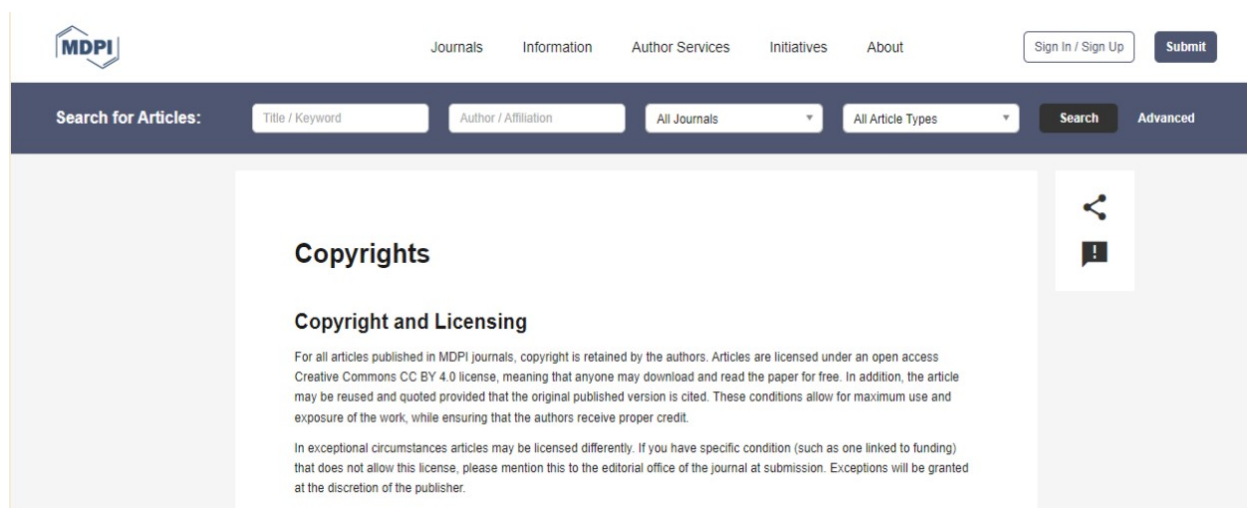 MDPI
Journals Information Author Services Initiatives About Sign In / Sign Up Submit
Search for Articles: Title / Keyword Author / Affiliation All Journals All Article Types Search Advanced
Copyrights
Copyright and Licensing
For all articles published in MDPI journals, copyright is retained by the authors. Articles are licensed under an open access
Creative Commons CC BY 4.0 license, meaning that anyone may download and read the paper for free. In addition, the article
may be reused and quoted provided that the original published version is cited. These conditions allow for maximum use and
exposure of the work, while ensuring that the authors receive proper credit.
In exceptional circumstances articles may be licensed differently. If you have specific condition (such as one linked to funding)
that does not allow this license, please mention this to the editorial office of the journal at submission. Exceptions will be granted
at the discretion of the publisher.